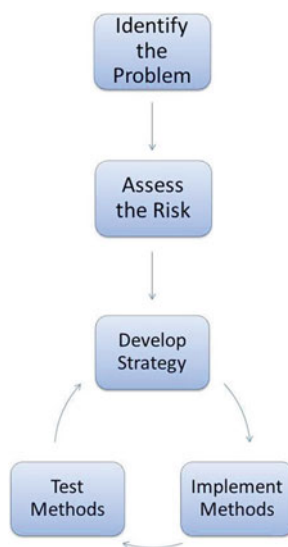 Identify
the
Problem
Assess
the Risk
Develop
Strategy
Test
Methods
Implement
Methods